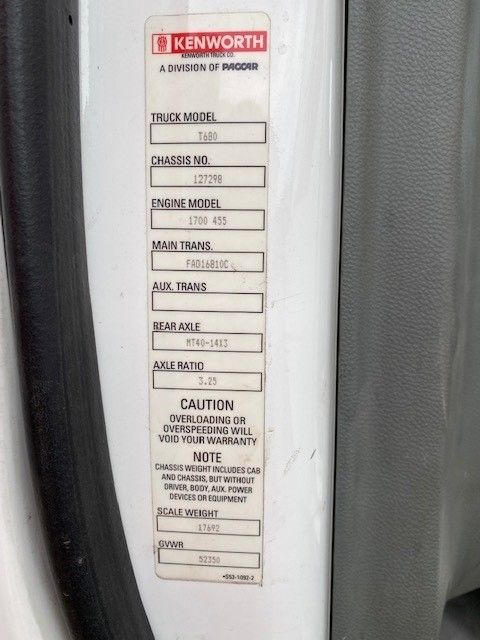 KENWORTH
KENWORTH TRUCK CO.
A DIVISION OF PACCAR
TRUCK MODEL
T680
CHASSIS NO.
127298
ENGINE MODEL
1700 455
MAIN TRANS.
FAO16810C
AUX. TRANS
REAR AXLE
MT40-14X3
AXLE RATIO
3.25
CAUTION
OVERLOADING OR
OVERSPEEDING WILL
VOID YOUR WARRANTY
NOTE
CHASSIS WEIGHT INCLUDES CAB
AND CHASSIS, BUT WITHOUT
DRIVER, BODY, AUX. POWER
DEVICES OR EQUIPMENT
SCALE WEIGHT
17692
GVWR
52350
•S53-1092-2